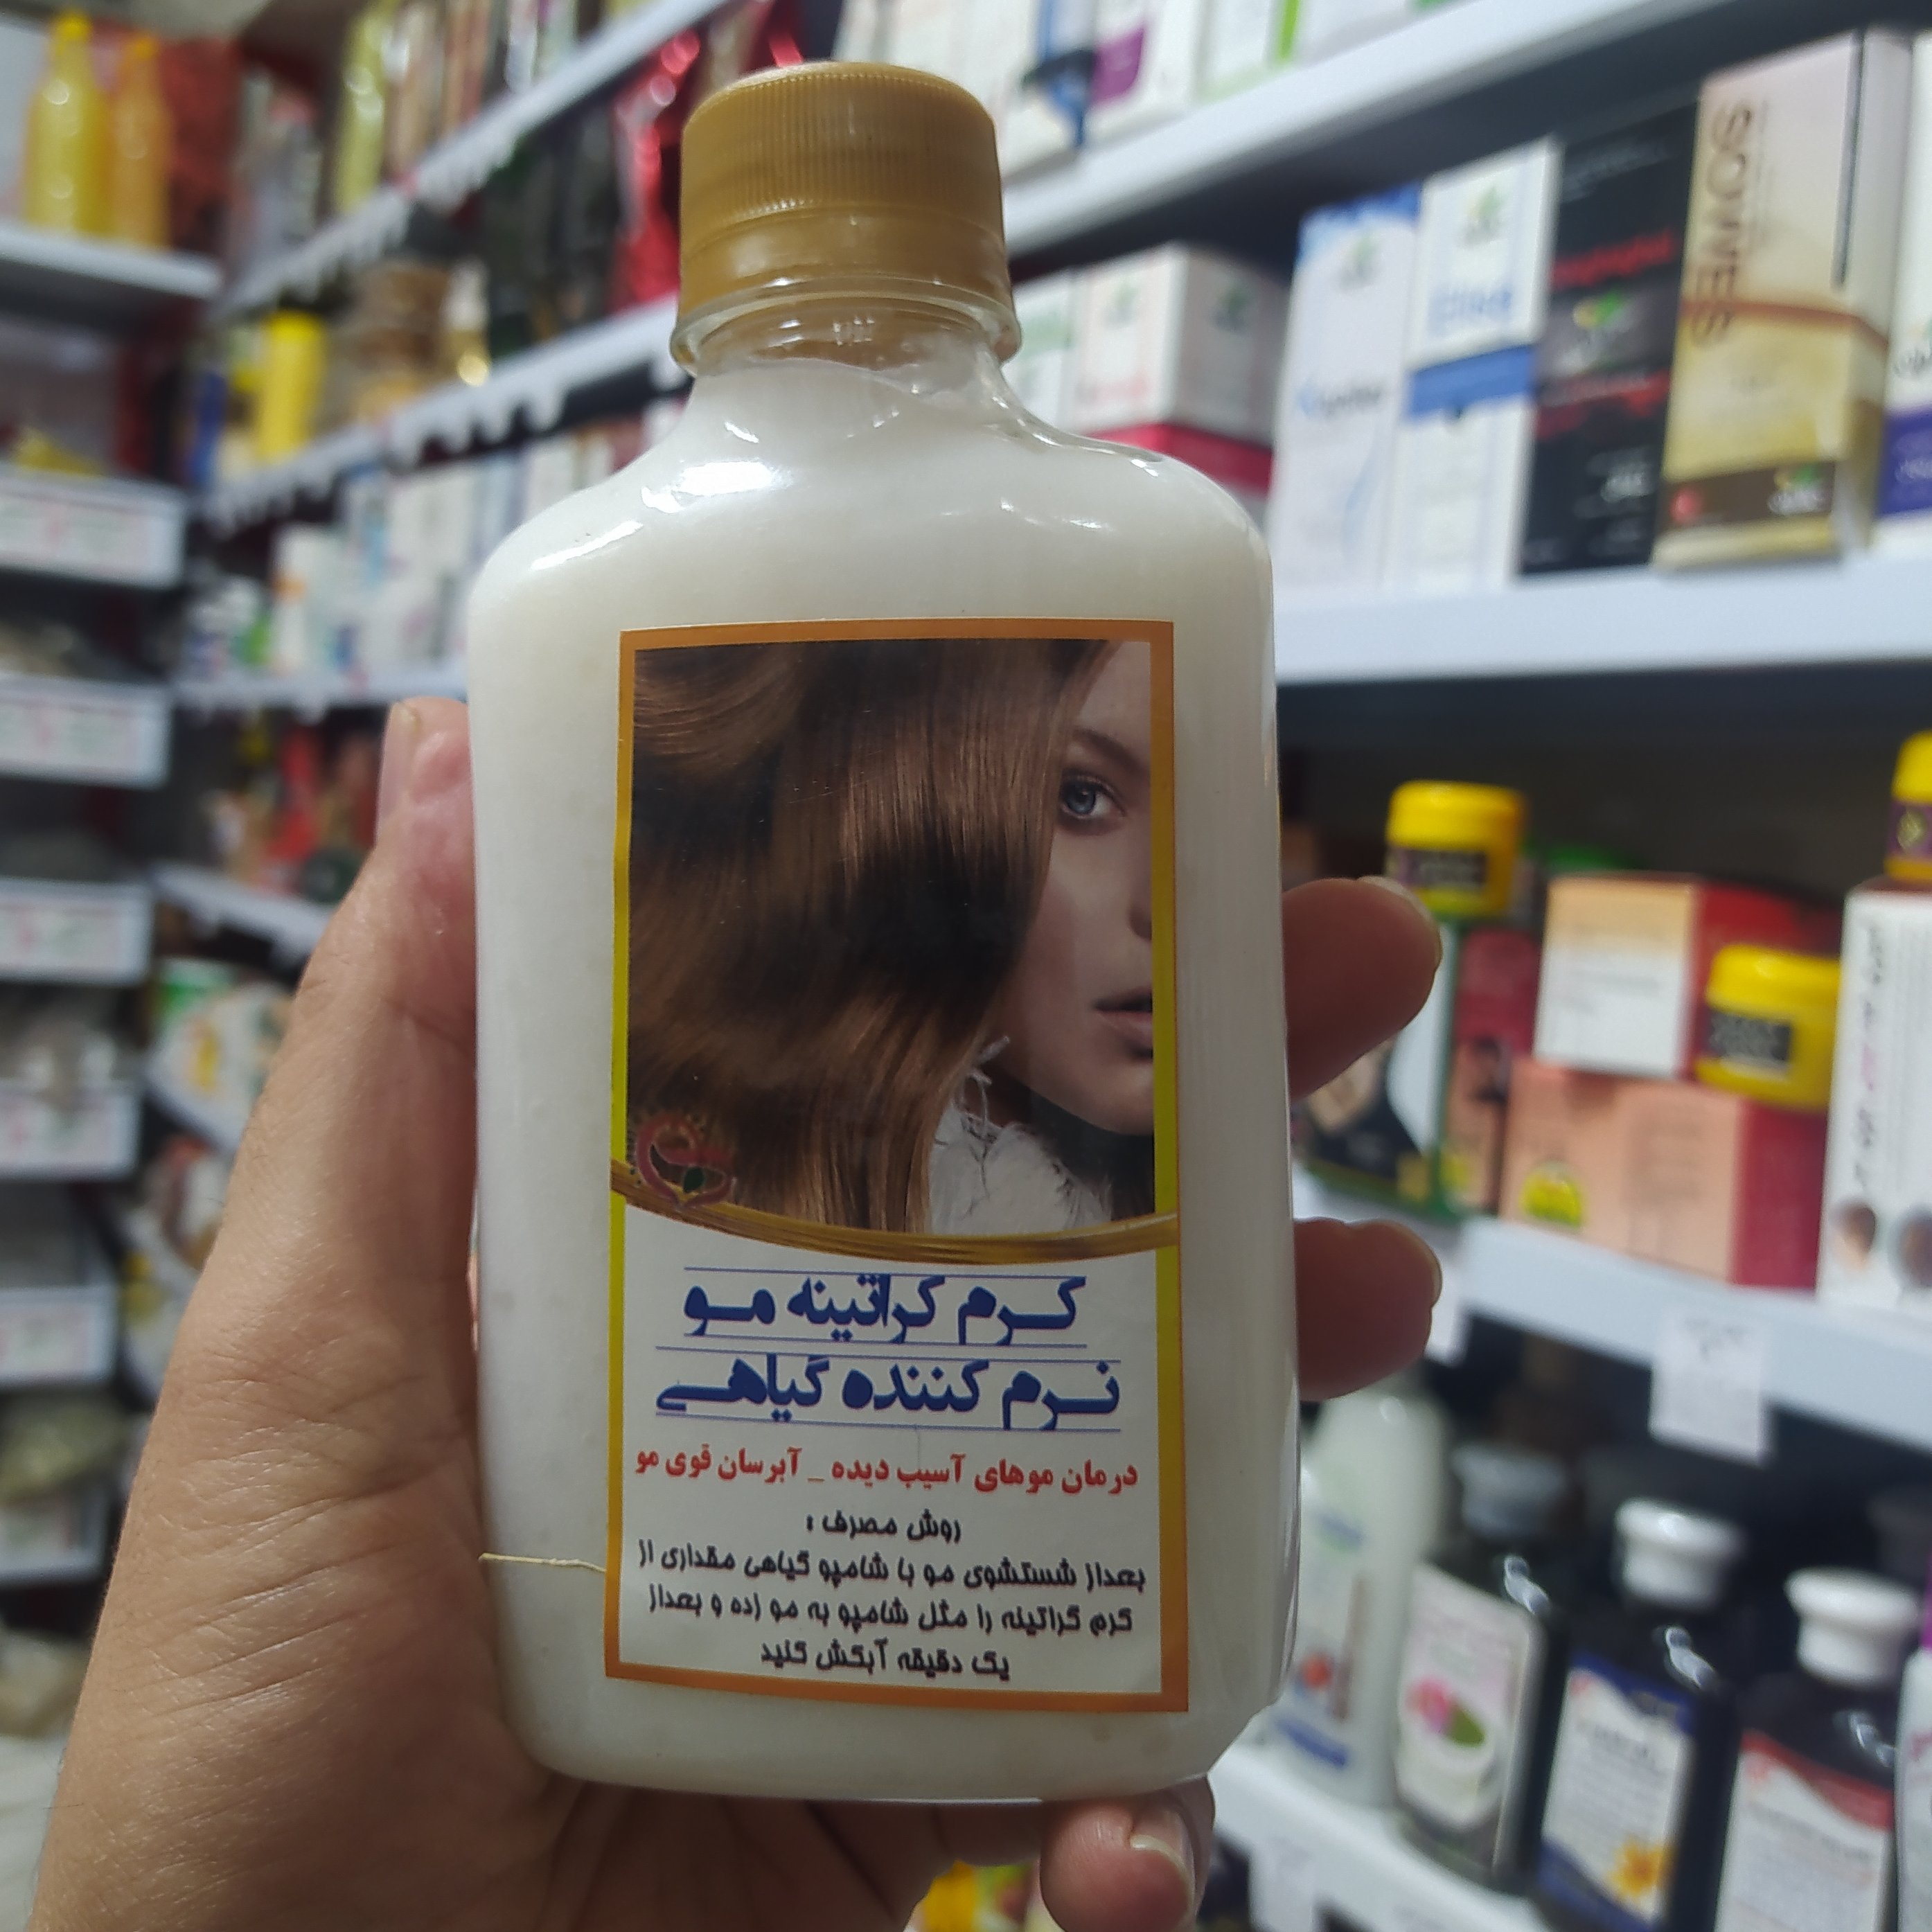 کرم کراتینه مو
نرم کننده گیاهی
درمان موهای آسیب دیده _ آبرسان قوی مو
روش مصرف :
بعداز شستشوی مو با شامپو گیاهی مقداری از
کرم کراتینه را مثل شامپو به مو زده و بعداز
یک دقیقه آبکش کنید
SOWES